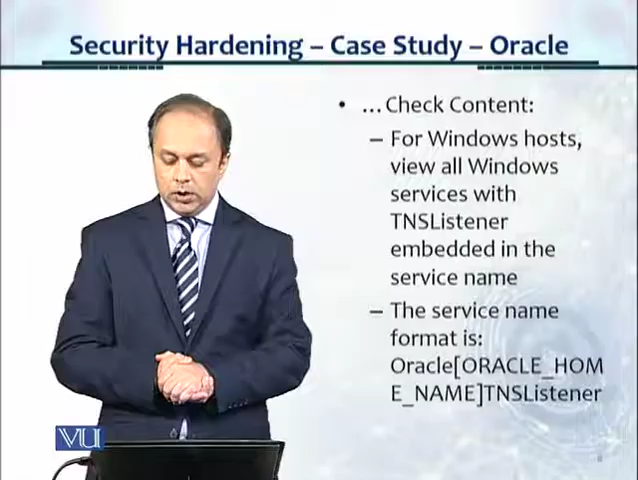 Security Hardening – Case Study – Oracle
• …Check Content:
– For Windows hosts,
view all Windows
services with
TNSListener
embedded in the
service name
– The service name
format is:
Oracle[ORACLE_HOM
E_NAME]TNSListener
VU